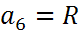 a₆ = R